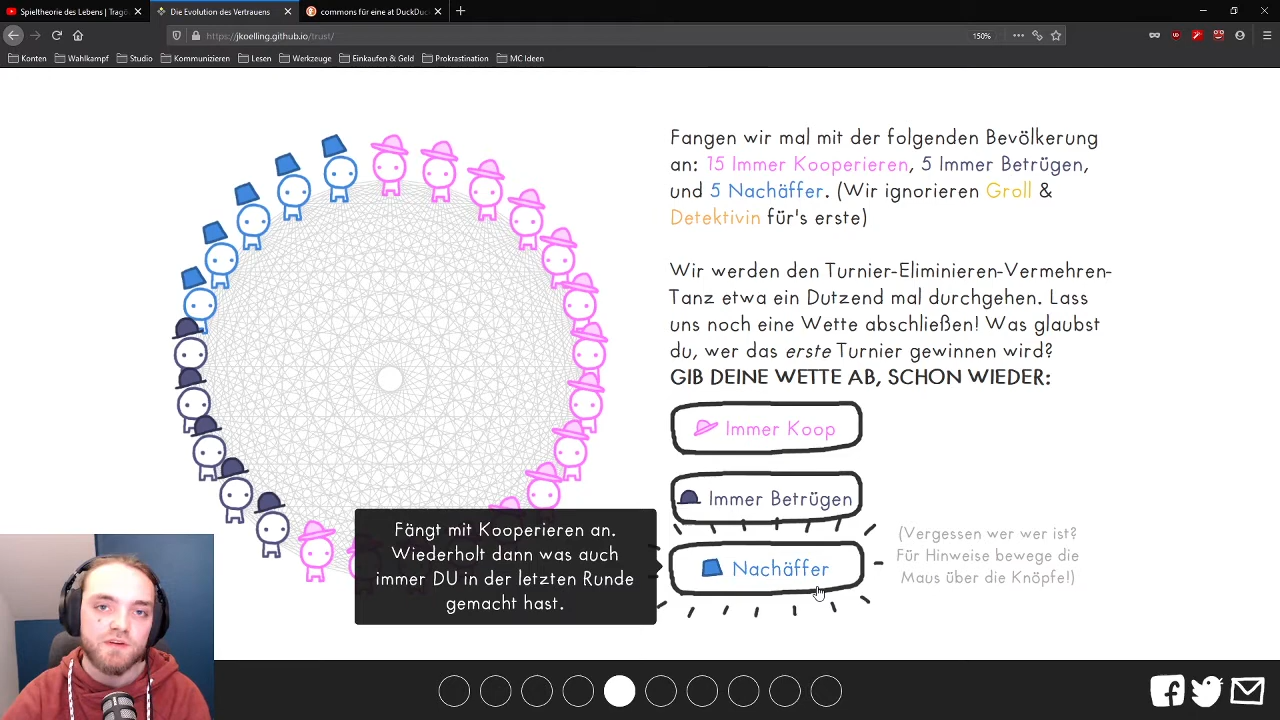 Spieltheorie des Lebens | Tragö
Die Evolution des Vertrauens
commons für eine at DuckDuc
https://jkoelling.github.io/trust/
150%
Konten
Wahlkampf
Studio
Kommunizieren
Lesen
Werkzeuge
Einkaufen & Geld
Prokrastination
MC Ideen
Fangen wir mal mit der folgenden Bevölkerung
an: 15 Immer Kooperieren, 5 Immer Betrügen,
und 5 Nachäffer. (Wir ignorieren Groll &
Detektivin für's erste)
Wir werden den Turnier-Eliminieren-Vermehren-
Tanz etwa ein Dutzend mal durchgehen. Lass
uns noch eine Wette abschließen! Was glaubst
du, wer das erste Turnier gewinnen wird?
GIB DEINE WETTE AB, SCHON WIEDER:
Immer Koop
Immer Betrügen
Nachäffer
(Vergessen wer wer ist?
Für Hinweise bewege die
Maus über die Knöpfe!)
Fängt mit Kooperieren an.
Wiederholt dann was auch
immer DU in der letzten Runde
gemacht hast.